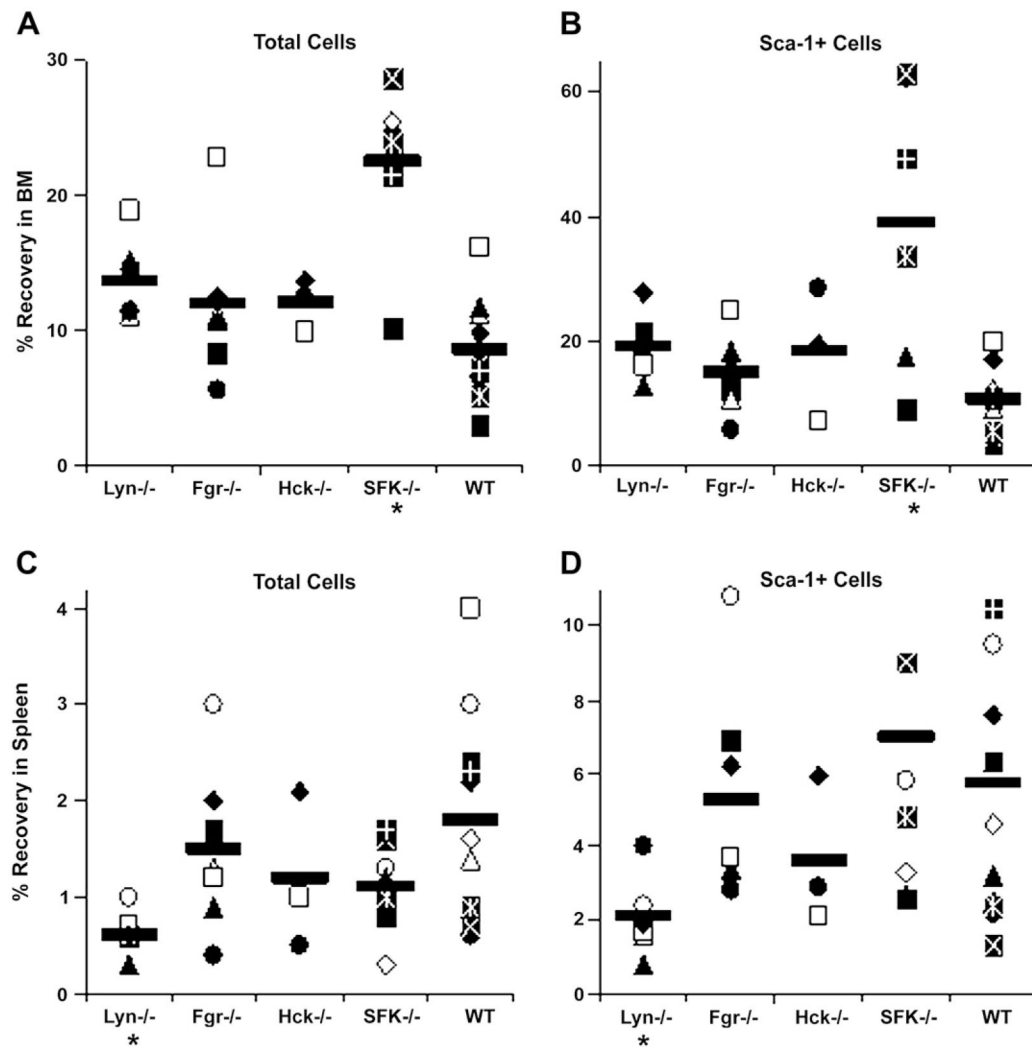 A
Total Cells
% Recovery in BM
30
20
10
0
Lyn-/- Fgr-/- Hck-/- SFK-/- WT
*
B
Sca-1+ Cells
60
40
20
0
Lyn-/- Fgr-/- Hck-/- SFK-/- WT
*
C
Total Cells
% Recovery in Spleen
4
3
2
1
0
Lyn-/- Fgr-/- Hck-/- SFK-/- WT
*
D
Sca-1+ Cells
10
8
6
4
2
0
Lyn-/- Fgr-/- Hck-/- SFK-/- WT
*